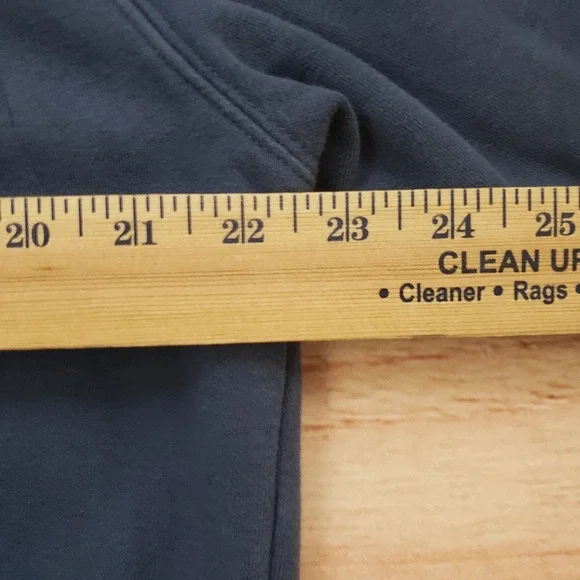 20 21 22 23 24 25
CLEAN UP
• Cleaner • Rags •